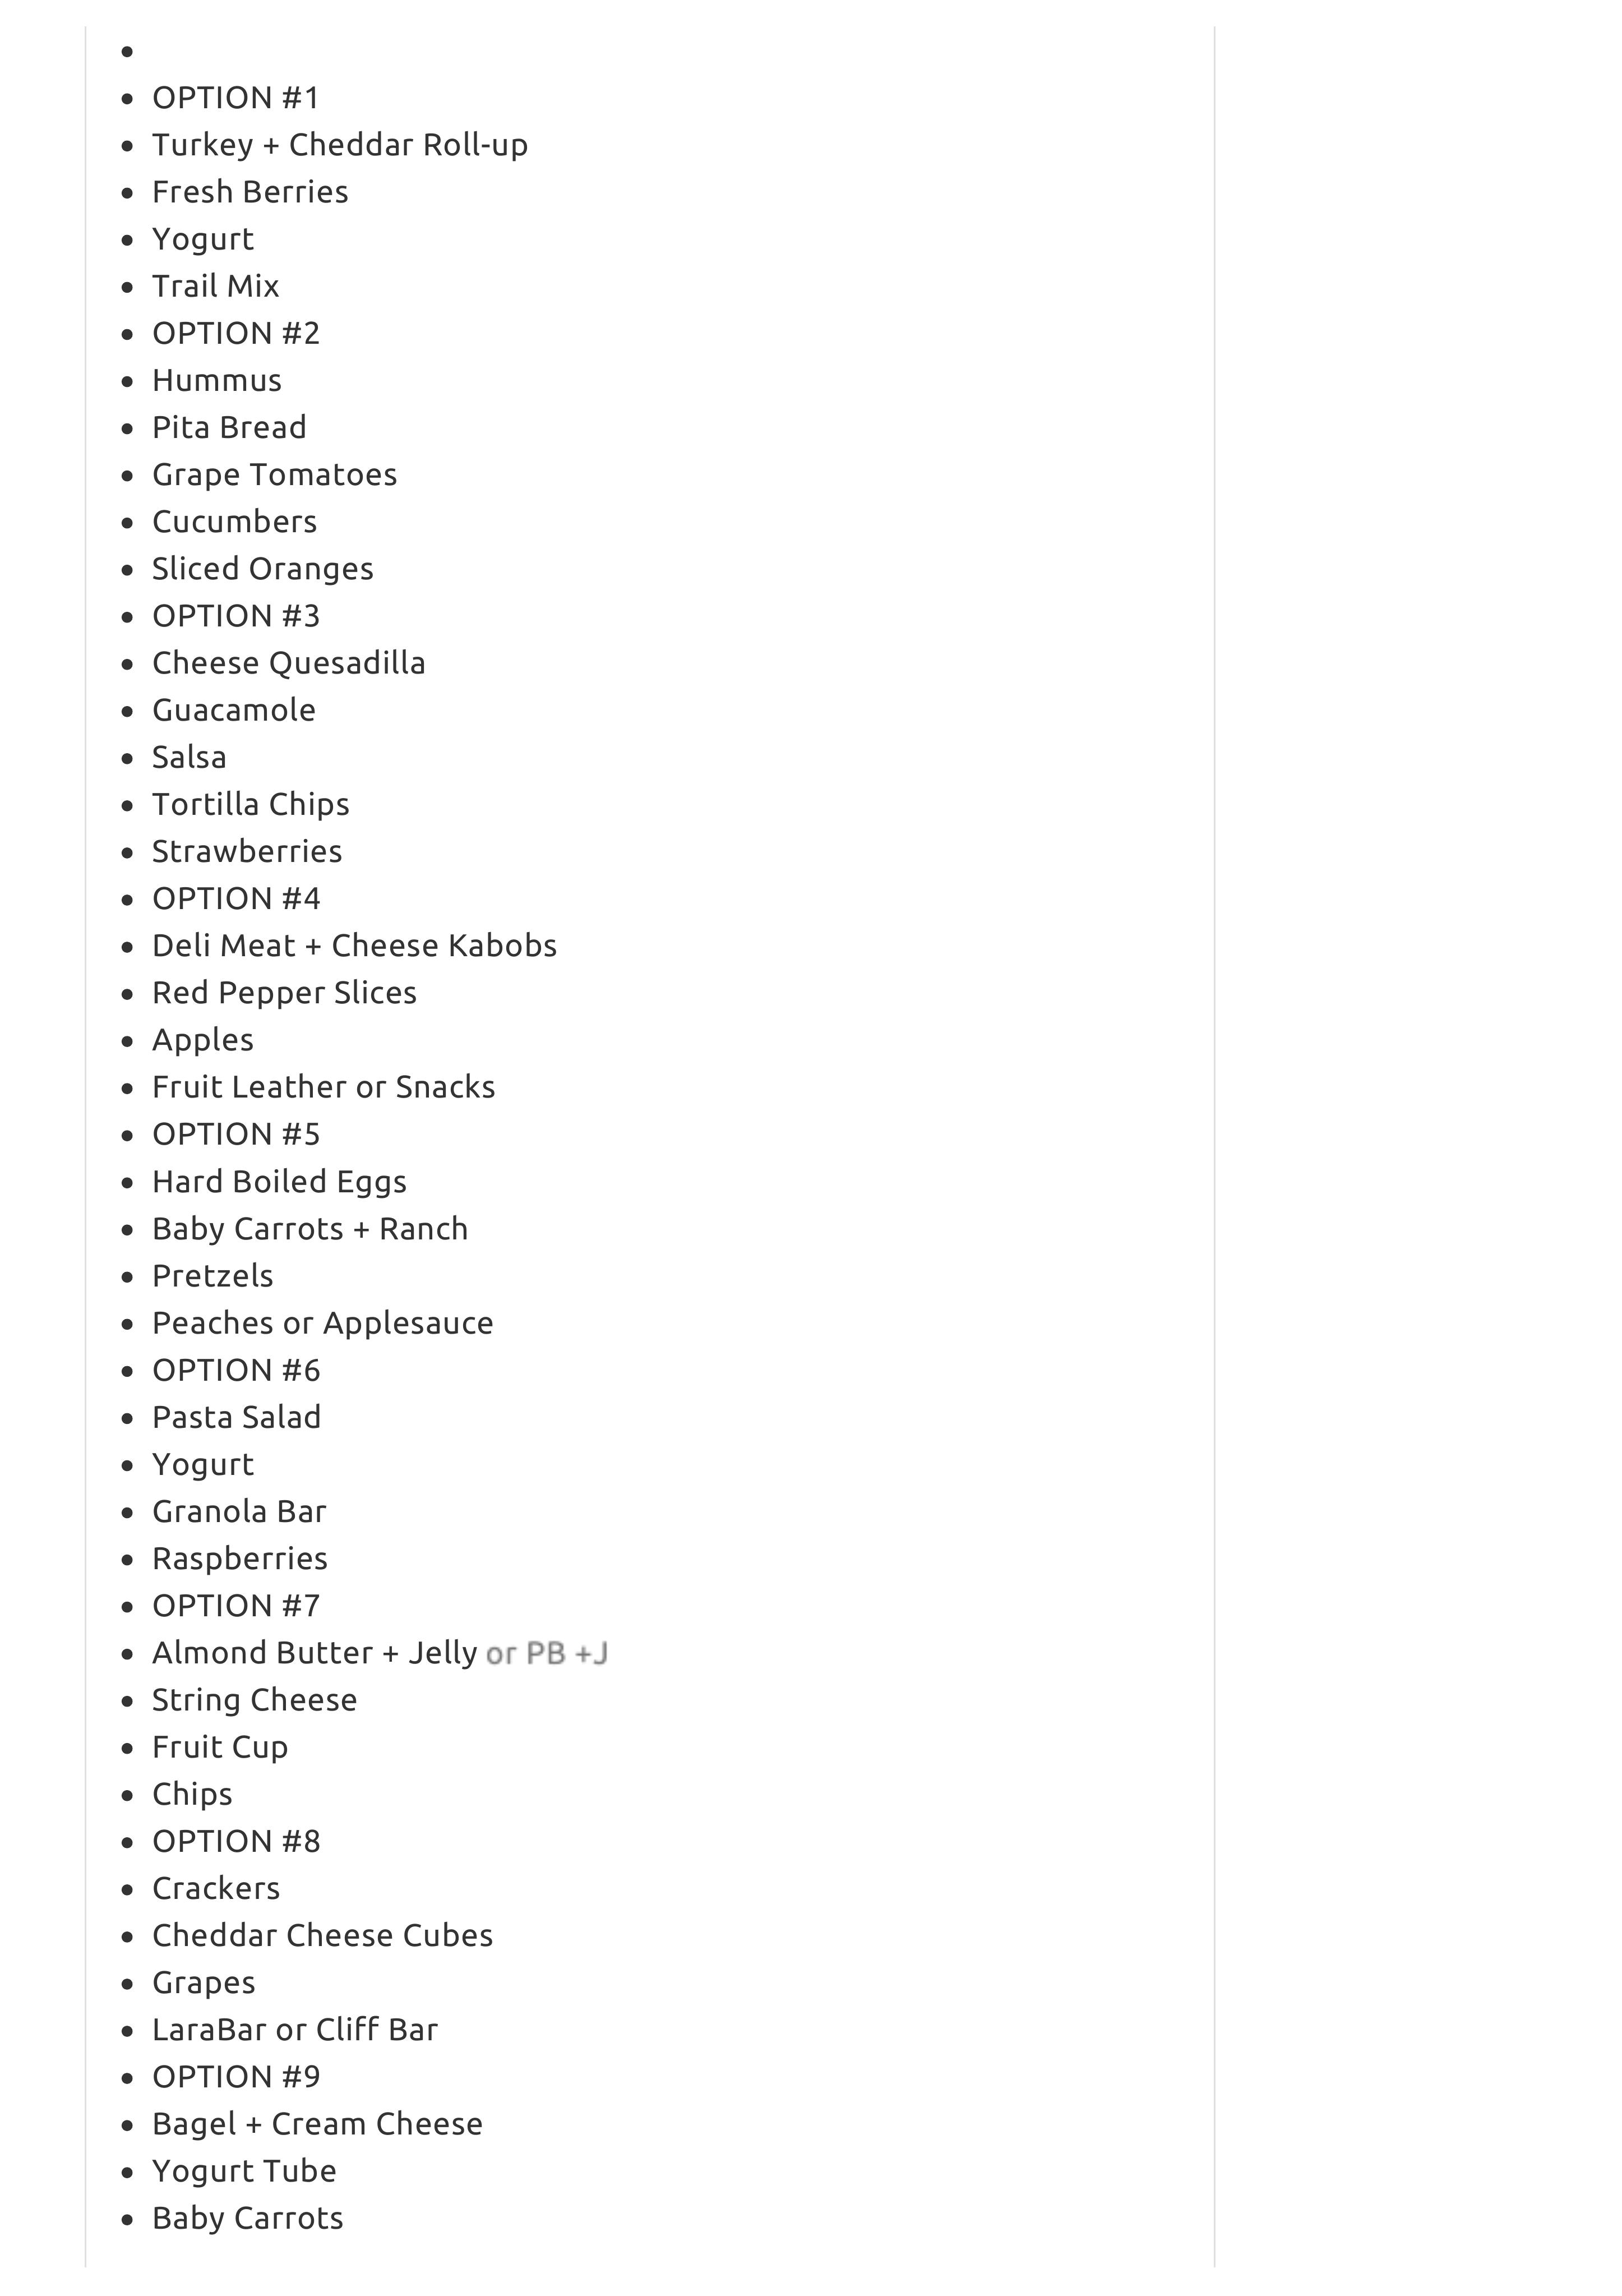 OPTION #1
Turkey + Cheddar Roll-up
Fresh Berries
Yogurt
Trail Mix
OPTION #2
Hummus
Pita Bread
Grape Tomatoes
Cucumbers
Sliced Oranges
OPTION #3
Cheese Quesadilla
Guacamole
Salsa
Tortilla Chips
Strawberries
OPTION #4
Deli Meat + Cheese Kabobs
Red Pepper Slices
Apples
Fruit Leather or Snacks
OPTION #5
Hard Boiled Eggs
Baby Carrots + Ranch
Pretzels
Peaches or Applesauce
OPTION #6
Pasta Salad
Yogurt
Granola Bar
Raspberries
OPTION #7
Almond Butter + Jelly or PB +J
String Cheese
Fruit Cup
Chips
OPTION #8
Crackers
Cheddar Cheese Cubes
Grapes
LaraBar or Cliff Bar
OPTION #9
Bagel + Cream Cheese
Yogurt Tube
Baby Carrots